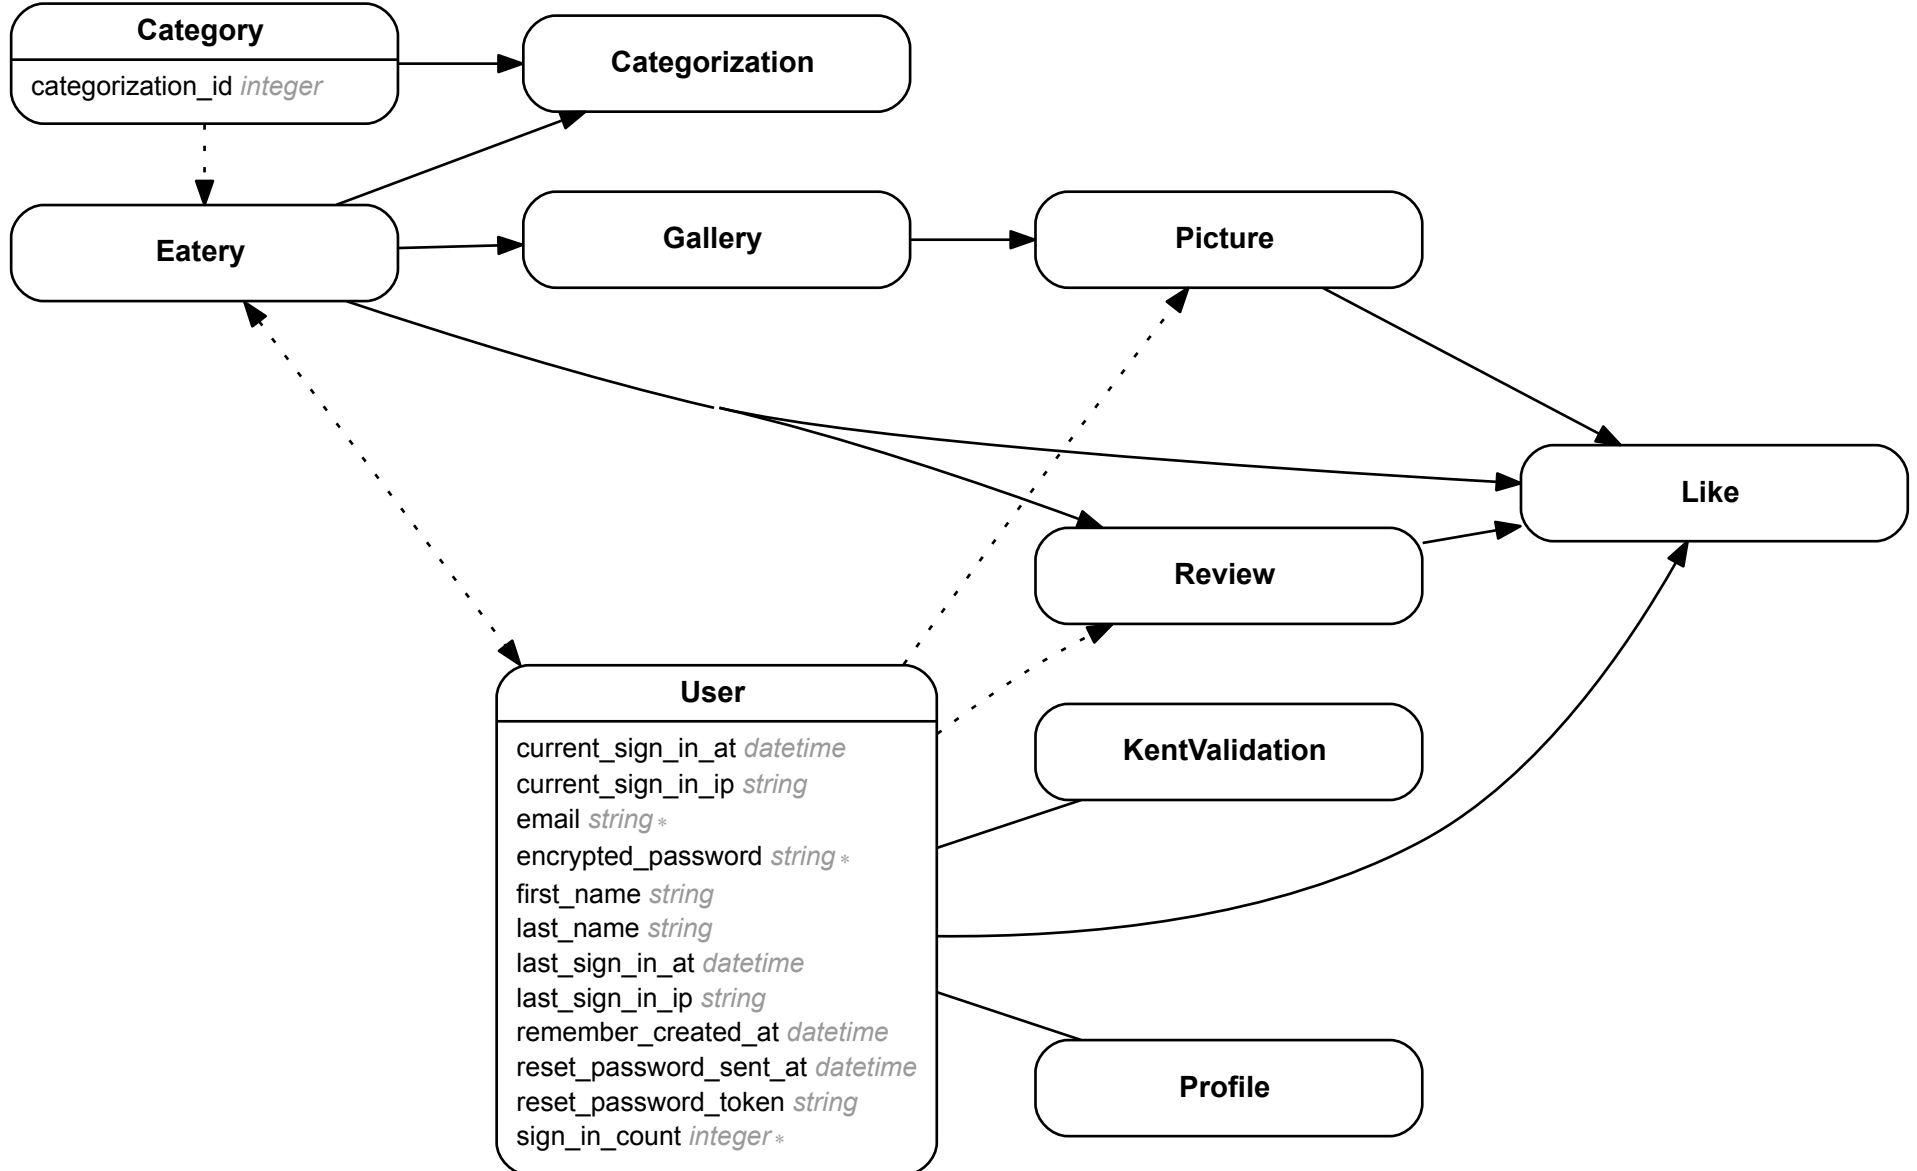 Category
categorization_id integer
Categorization
Eatery
Gallery
Picture
Like
Review
User
current_sign_in_at datetime
current_sign_in_ip string
email string *
encrypted_password string *
first_name string
last_name string
last_sign_in_at datetime
last_sign_in_ip string
remember_created_at datetime
reset_password_sent_at datetime
reset_password_token string
sign_in_count integer *
KentValidation
Profile